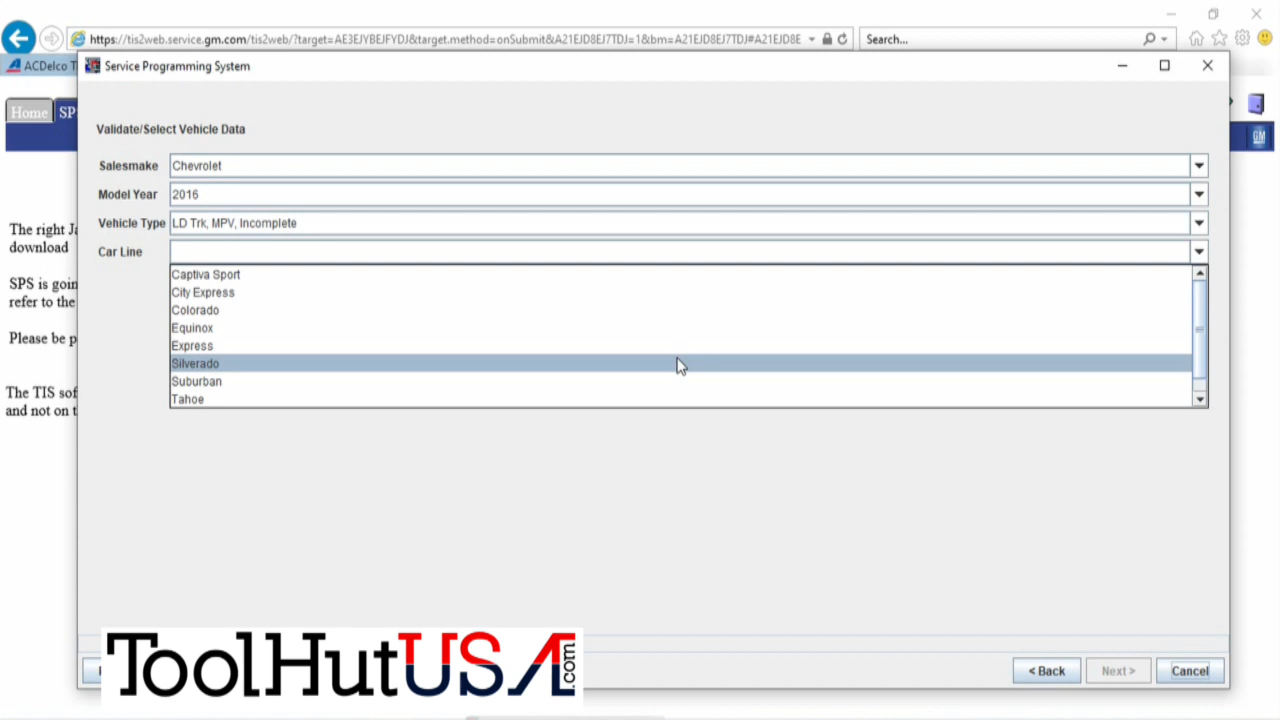 https://tis2web.service.gm.com/tis2web/?target=AE3EJYBEJFYDJ&target.method=onSubmit&A21EJD8EJ7TDJ=1&bm=A21EJD8EJ7TDJ#A21EJD8E
Search...
ACDelco T
Service Programming System
Home
SP
GM
Validate/Select Vehicle Data
Salesmake Chevrolet
Model Year 2016
Vehicle Type LD Trk, MPV, Incomplete
Car Line
Captiva Sport
City Express
Colorado
Equinox
Express
Silverado
Suburban
Tahoe
The right Ja
download
SPS is goin
refer to the
Please be p
The TIS sof
and not on t
ToolHutUSA.com
< Back
Next >
Cancel